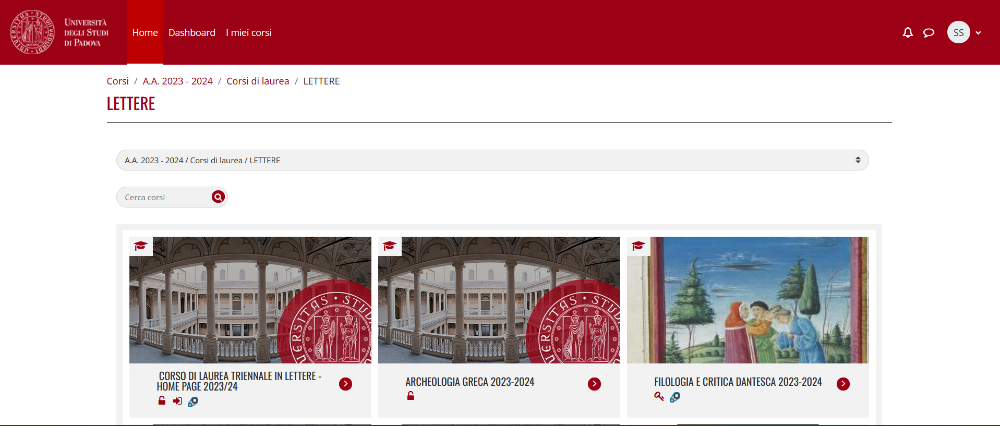 UNIVERSITÀ
DEGLI STUDI
DI PADOVA
Home
Dashboard
I miei corsi
SS
Corsi / A.A. 2023 - 2024 / Corsi di laurea / LETTERE
LETTERE
A.A. 2023 - 2024 / Corsi di laurea / LETTERE
Cerca corsi
CORSO DI LAUREA TRIENNALE IN LETTERE -
HOME PAGE 2023/24
ARCHEOLOGIA GRECA 2023-2024
FILOLOGIA E CRITICA DANTESCA 2023-2024